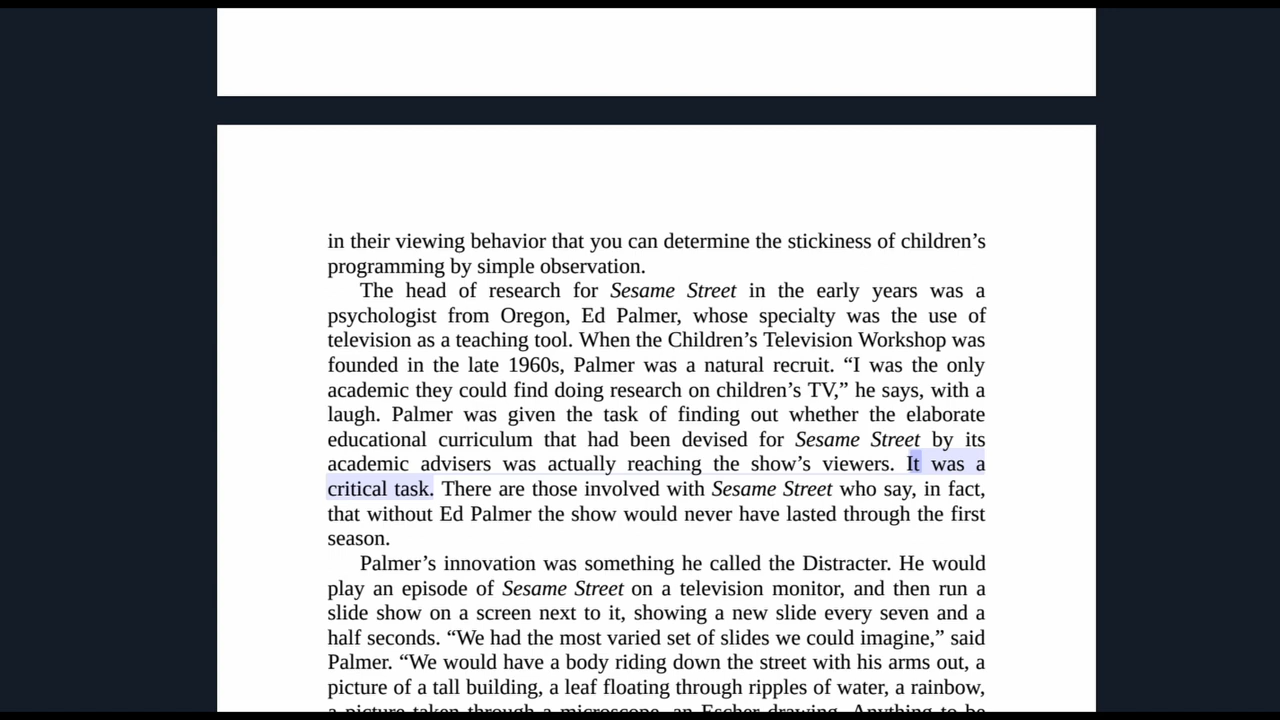 in their viewing behavior that you can determine the stickiness of children’s
programming by simple observation.
The head of research for Sesame Street in the early years was a
psychologist from Oregon, Ed Palmer, whose specialty was the use of
television as a teaching tool. When the Children’s Television Workshop was
founded in the late 1960s, Palmer was a natural recruit. “I was the only
academic they could find doing research on children’s TV,” he says, with a
laugh. Palmer was given the task of finding out whether the elaborate
educational curriculum that had been devised for Sesame Street by its
academic advisers was actually reaching the show’s viewers. It was a
critical task. There are those involved with Sesame Street who say, in fact,
that without Ed Palmer the show would never have lasted through the first
season.
Palmer’s innovation was something he called the Distracter. He would
play an episode of Sesame Street on a television monitor, and then run a
slide show on a screen next to it, showing a new slide every seven and a
half seconds. “We had the most varied set of slides we could imagine,” said
Palmer. “We would have a body riding down the street with his arms out, a
picture of a tall building, a leaf floating through ripples of water, a rainbow,
a picture taken through a microscope, an Escher drawing. Anything to be